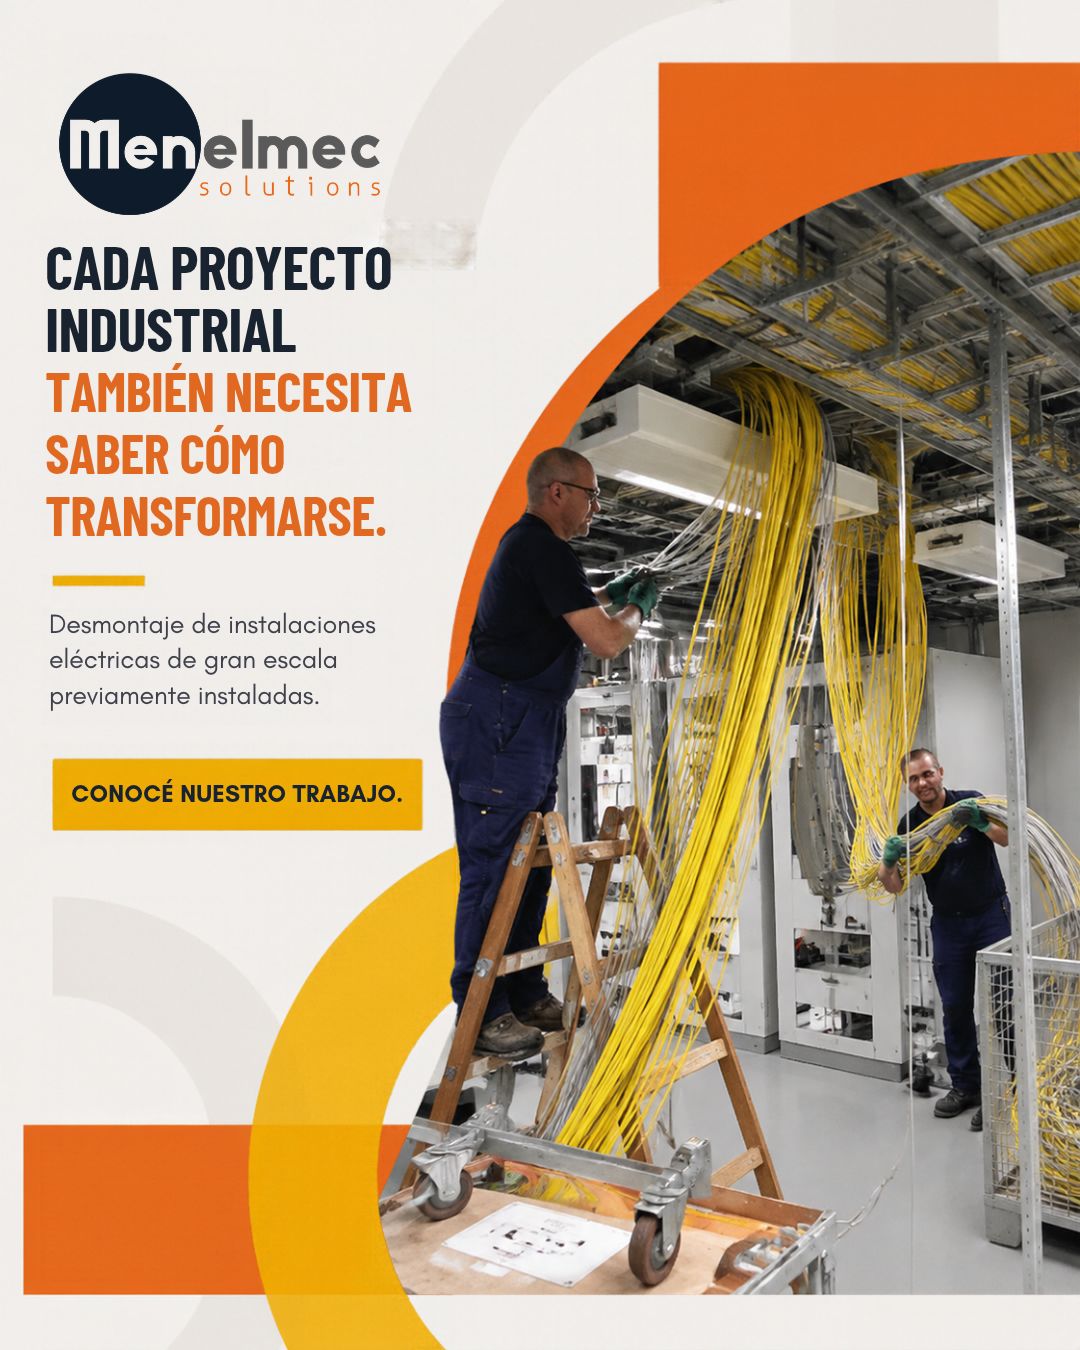 Menelmec
solutions
CADA PROYECTO
INDUSTRIAL
TAMBIÉN NECESITA
SABER CÓMO
TRANSFORMARSE.
Desmontaje de instalaciones
eléctricas de gran escala
previamente instaladas.
CONOCÉ NUESTRO TRABAJO.